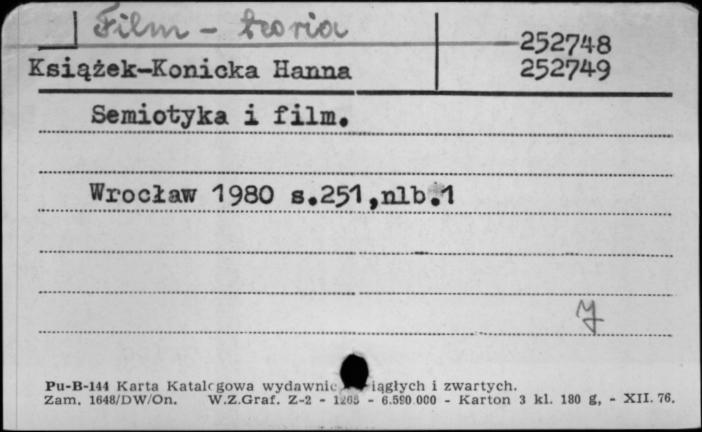 Film - teoria
252748
Książek-Konicka Hanna 252749
Semiotyka i film.
Wrocław 1980 s.251,nlb.1
Pu-B-144 Karta Katalogowa wydawnic iągłych i zwartych.
Zam. 1648/DW/On. W.Z.Graf. Z-2 - 1268 - 6.590.000 - Karton 3 kl. 180 g, - XII. 76.